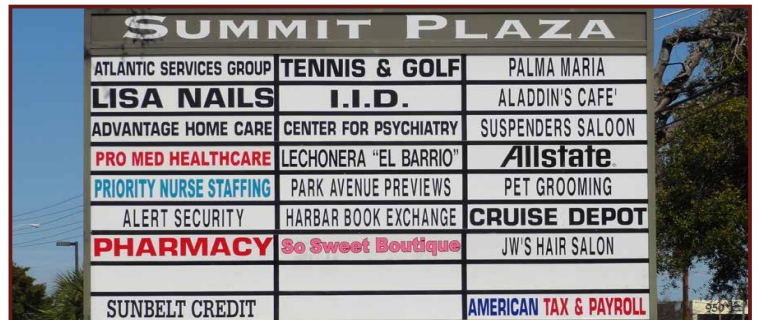 SUMMIT PLAZA
ATLANTIC SERVICES GROUP TENNIS & GOLF PALMA MARIA
LISA NAILS I.I.D. ALADDIN'S CAFE'
ADVANTAGE HOME CARE CENTER FOR PSYCHIATRY SUSPENDERS SALOON
PRO MED HEALTHCARE LECHONERA "EL BARRIO" Allstate
PRIORITY NURSE STAFFING PARK AVENUE PREVIEWS PET GROOMING
ALERT SECURITY HARBAR BOOK EXCHANGE CRUISE DEPOT
PHARMACY So Sweet Boutique JW'S HAIR SALON
SUNBELT CREDIT AMERICAN TAX & PAYROLL